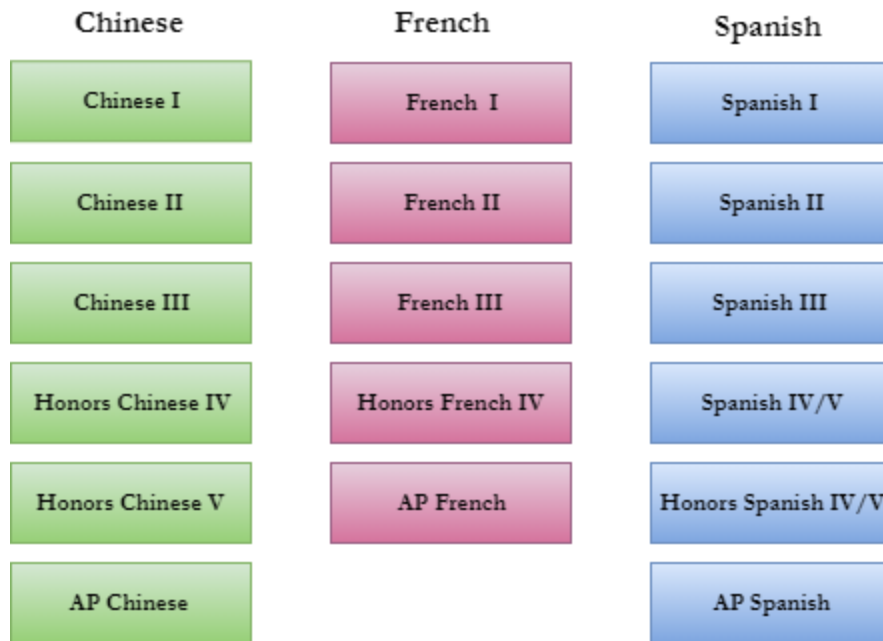 Chinese
French
Spanish
Chinese I
French I
Spanish I
Chinese II
French II
Spanish II
Chinese III
French III
Spanish III
Honors Chinese IV
Honors French IV
Spanish IV/V
Honors Chinese V
AP French
Honors Spanish IV/V
AP Chinese
AP Spanish